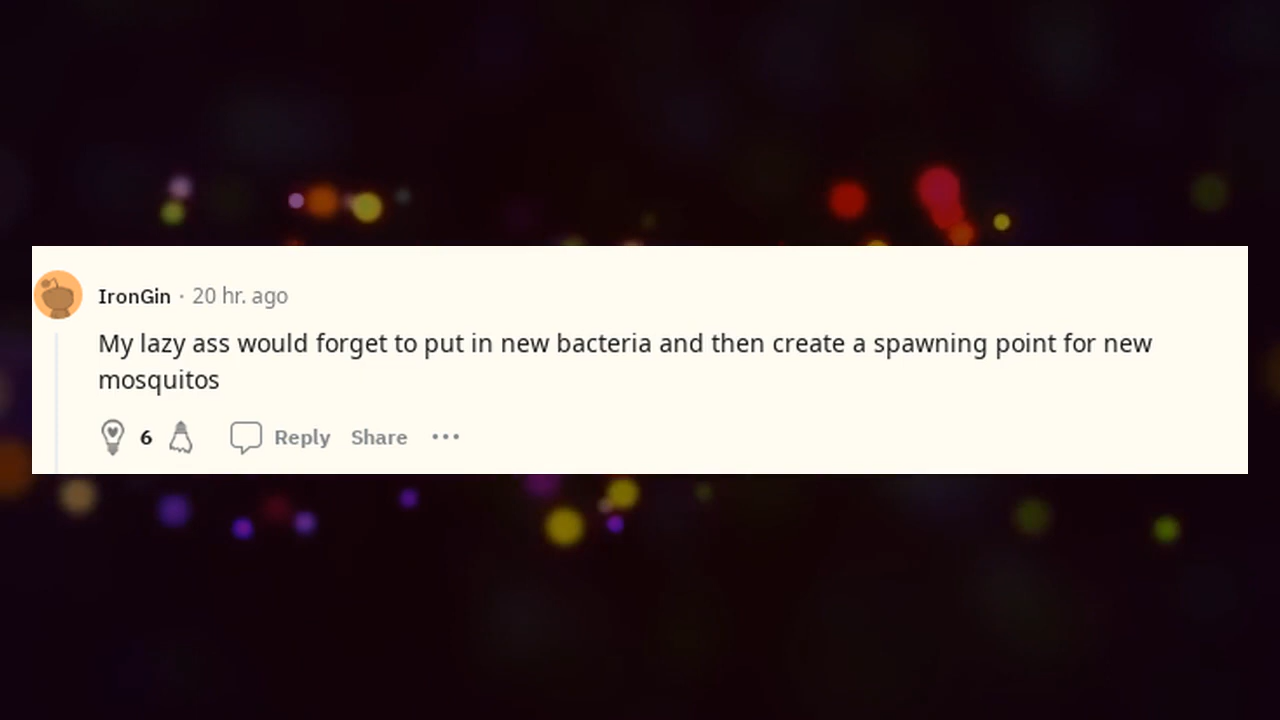 IronGin · 20 hr. ago
My lazy ass would forget to put in new bacteria and then create a spawning point for new
mosquitos
6 Reply Share ···